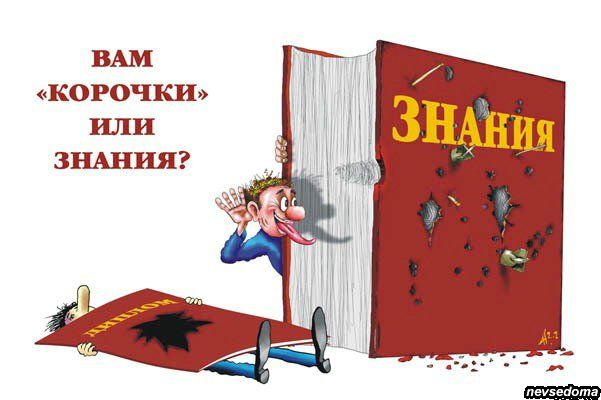 ВАМ
«КОРОЧКИ»
ИЛИ
ЗНАНИЯ?
ЗНАНИЯ
ДИПЛОМ
nevsedoma